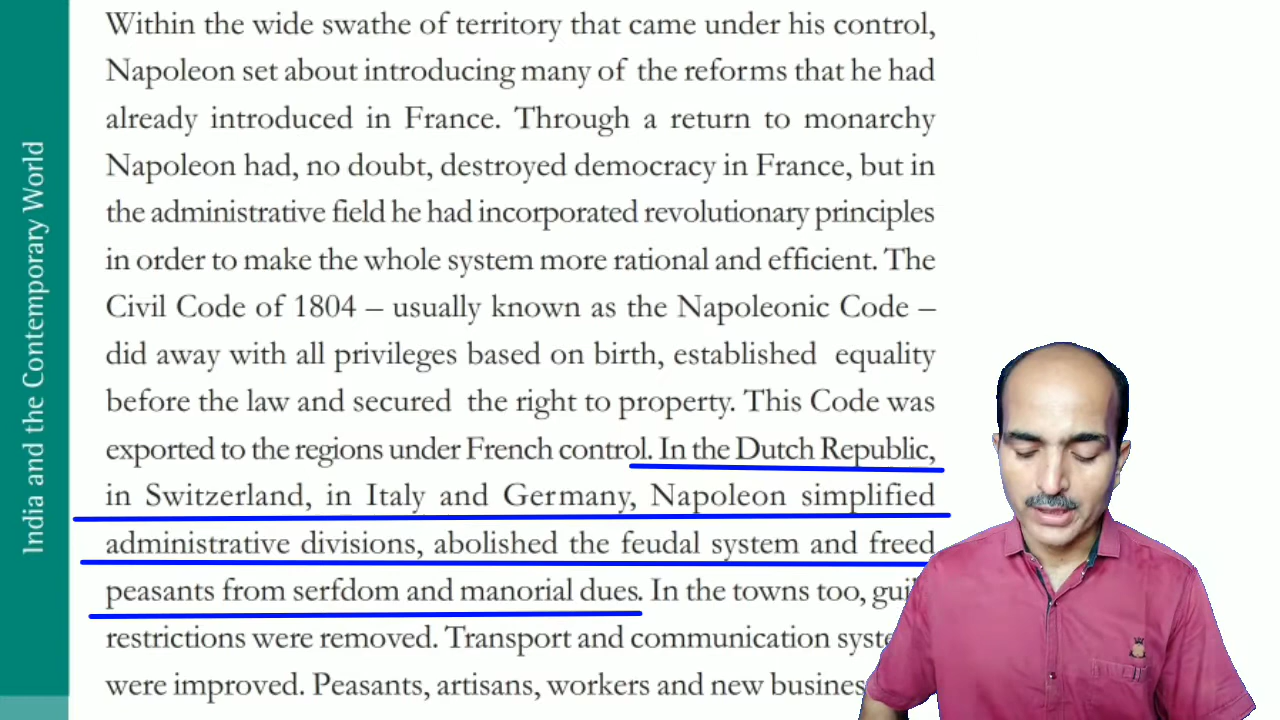 India and the Contemporary World
Within the wide swathe of territory that came under his control,
Napoleon set about introducing many of the reforms that he had
already introduced in France. Through a return to monarchy
Napoleon had, no doubt, destroyed democracy in France, but in
the administrative field he had incorporated revolutionary principles
in order to make the whole system more rational and efficient. The
Civil Code of 1804 – usually known as the Napoleonic Code –
did away with all privileges based on birth, established equality
before the law and secured the right to property. This Code was
exported to the regions under French control. In the Dutch Republic,
in Switzerland, in Italy and Germany, Napoleon simplified
administrative divisions, abolished the feudal system and freed
peasants from serfdom and manorial dues. In the towns too,
restrictions were removed. Transport and communication
were improved. Peasants, artisans, workers and new